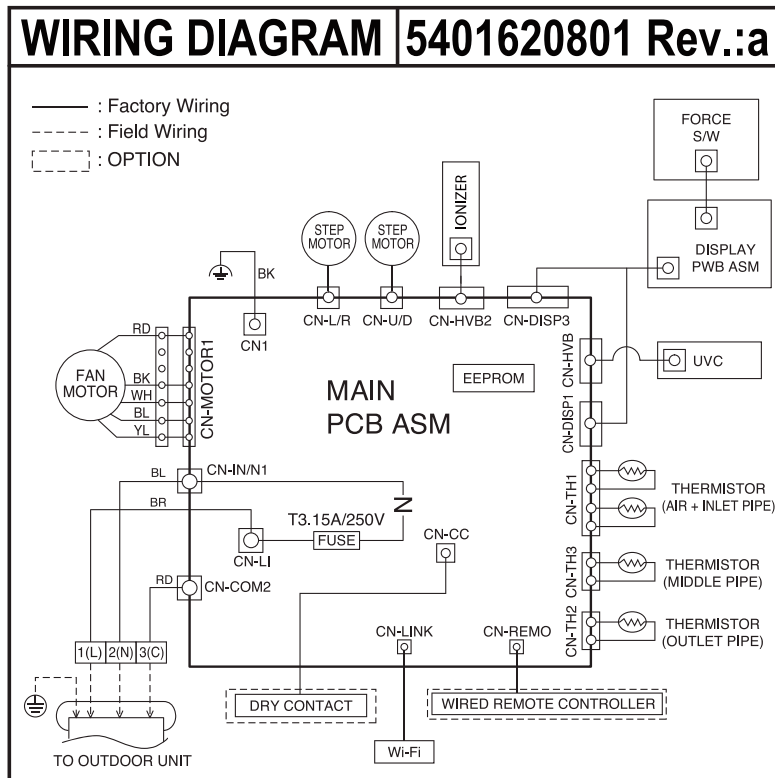 WIRING DIAGRAM 5401620801 Rev.:a
: Factory Wiring
: Field Wiring
: OPTION
FORCE
S/W
DISPLAY
PWB ASM
IONIZER
STEP
MOTOR
STEP
MOTOR
BK
CN1
CN-L/R
CN-U/D
CN-HVB2
CN-DISP3
CN-HVB
UVC
RD
FAN
MOTOR
BK
WH
BL
YL
CN-MOTOR1
MAIN
PCB ASM
EEPROM
CN-DISP1
BL
CN-IN/N1
BR
T3.15A/250V
FUSE
N
CN-LI
CN-CC
CN-TH1
THERMISTOR
(AIR + INLET PIPE)
RD
CN-COM2
CN-TH3
THERMISTOR
(MIDDLE PIPE)
CN-TH2
THERMISTOR
(OUTLET PIPE)
CN-LINK
CN-REMO
1(L) 2(N) 3(C)
DRY CONTACT
WIRED REMOTE CONTROLLER
Wi-Fi
TO OUTDOOR UNIT